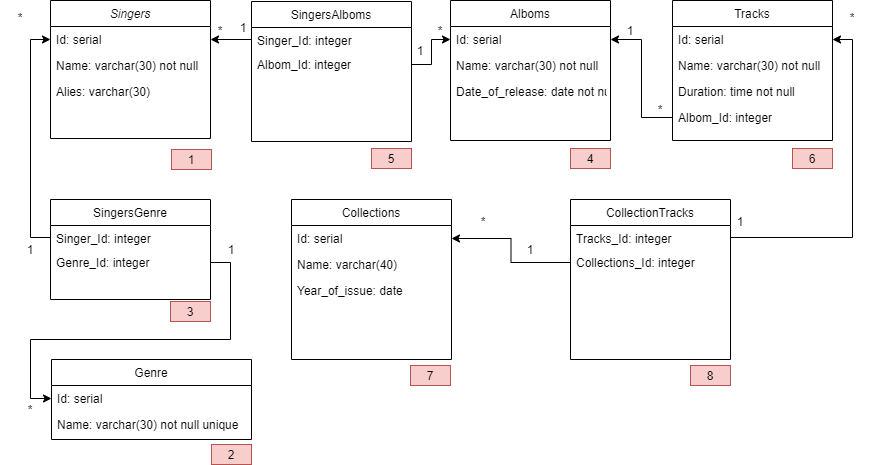 Singers
Id: serial
Name: varchar(30) not null
Alies: varchar(30)
1
SingersAlboms
Singer_Id: integer
Albom_Id: integer
5
Alboms
Id: serial
Name: varchar(30) not null
Date_of_release: date not nu
4
Tracks
Id: serial
Name: varchar(30) not null
Duration: time not null
Albom_Id: integer
6
*
*
1
1
*
1
*
*
SingersGenre
Singer_Id: integer
Genre_Id: integer
3
1
1
*
Genre
Id: serial
Name: varchar(30) not null unique
2
Collections
Id: serial
Name: varchar(40)
Year_of_issue: date
7
*
1
CollectionTracks
Tracks_Id: integer
Collections_Id: integer
8
1